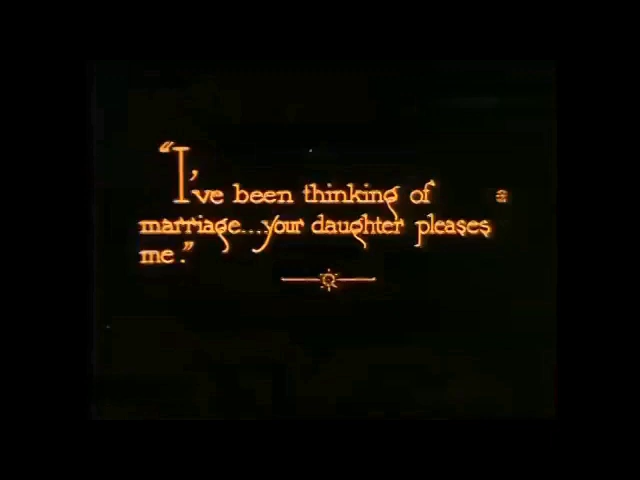 "I've been thinking of a
marriage....your daughter pleases
me."